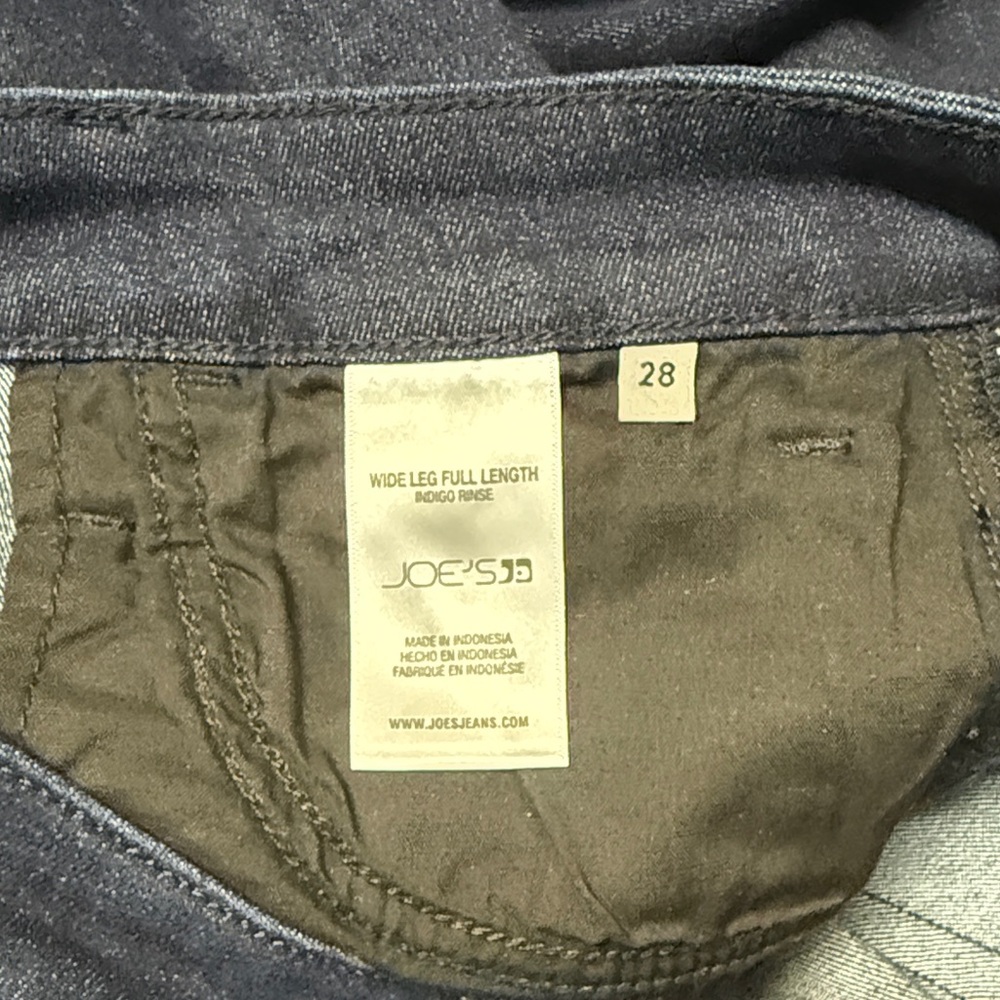 28
WIDE LEG FULL LENGTH
INDIGO RINSE
JOE'S
MADE IN INDONESIA
HECHO EN INDONESIA
FABRIQUÉ EN INDONÉSIE
WWW.JOESJEANS.COM